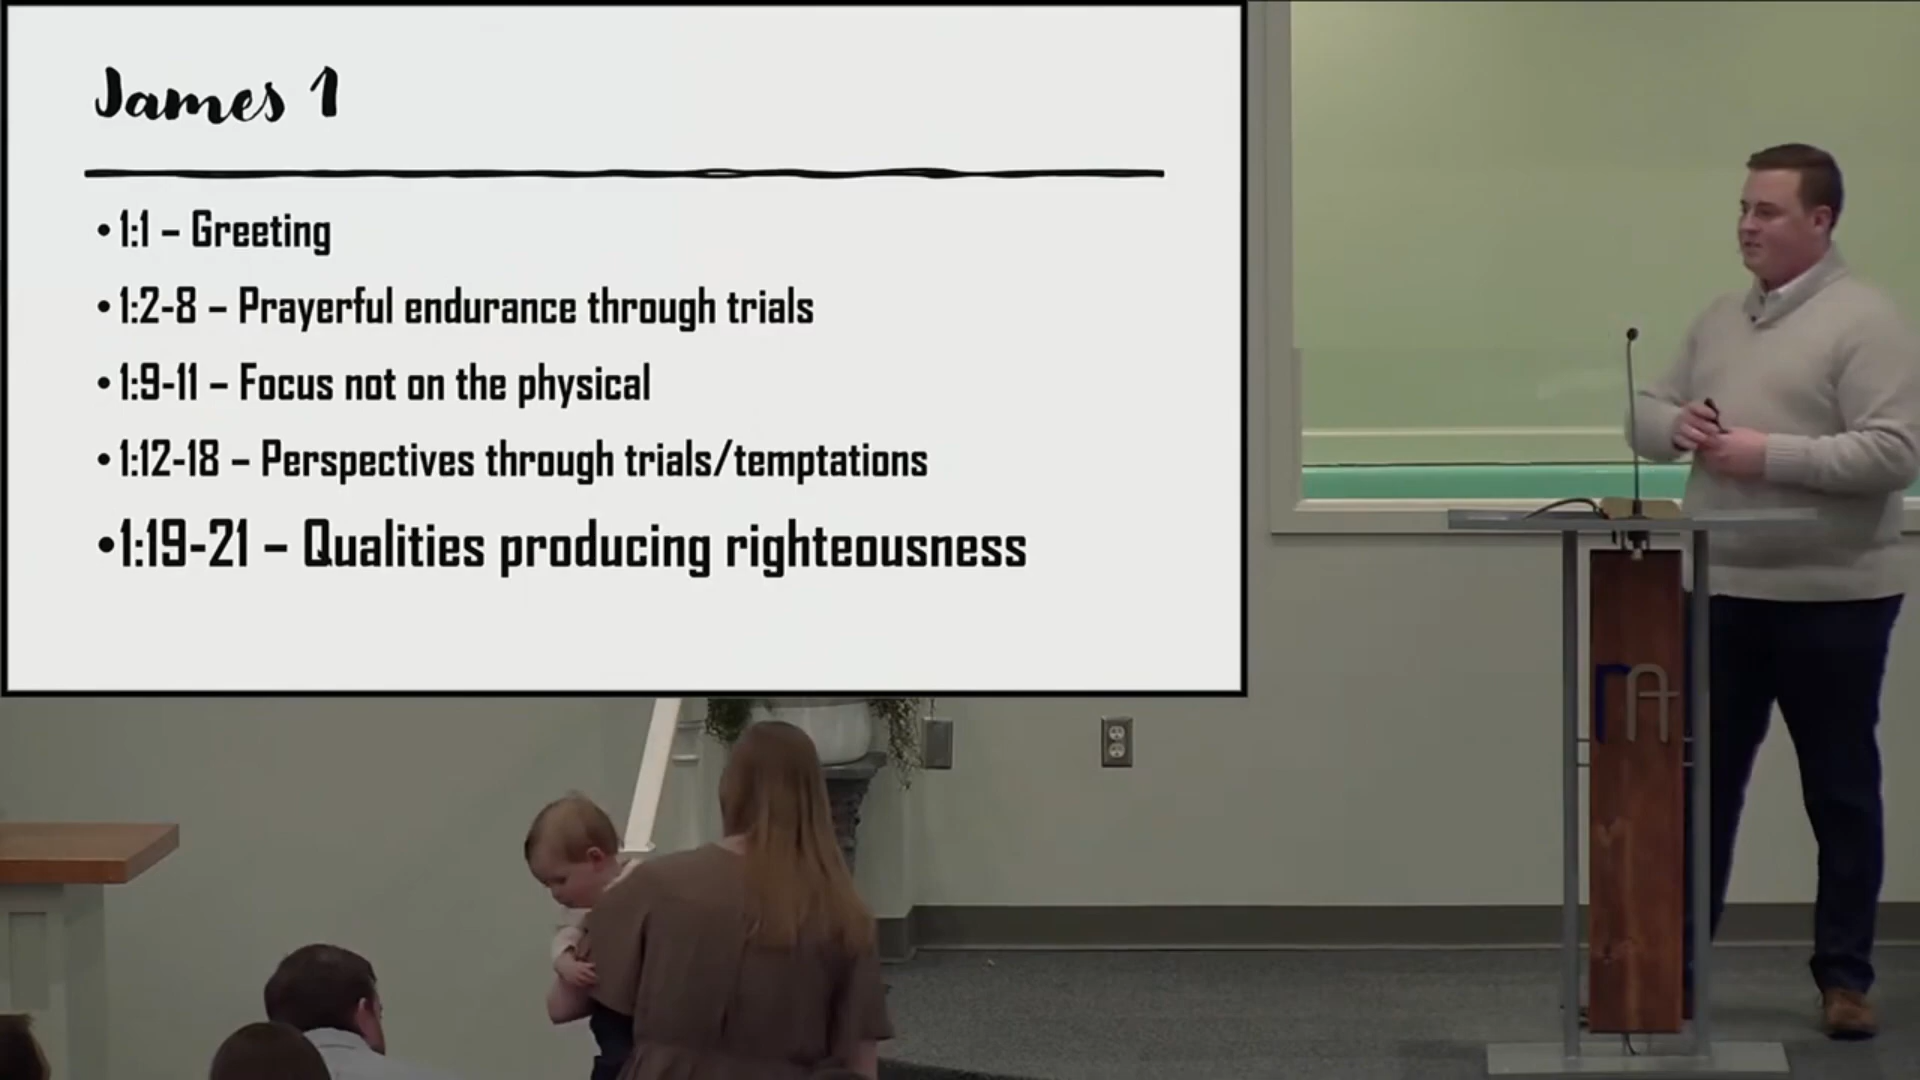 James 1
• 1:1 – Greeting
• 1:2-8 – Prayerful endurance through trials
• 1:9-11 – Focus not on the physical
• 1:12-18 – Perspectives through trials/temptations
• 1:19-21 – Qualities producing righteousness